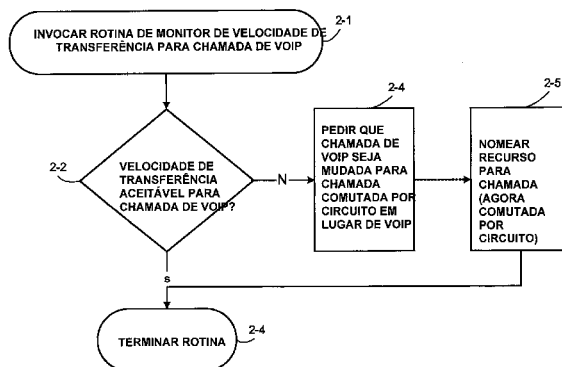 2-1
INVOCAR ROTINA DE MONITOR DE VELOCIDADE DE
TRANSFERÊNCIA PARA CHAMADA DE VOIP
2-2
VELOCIDADE DE
TRANSFERÊNCIA
ACEITÁVEL PARA
CHAMADA DE VOIP?
N
2-4
PEDIR QUE
CHAMADA DE
VOIP SEJA
MUDADA PARA
CHAMADA
COMUTADA POR
CIRCUITO EM
LUGAR DE VOIP
2-5
NOMEAR
RECURSO
PARA
CHAMADA
(AGORA
COMUTADA
POR
CIRCUITO)
s
TERMINAR ROTINA
2-4